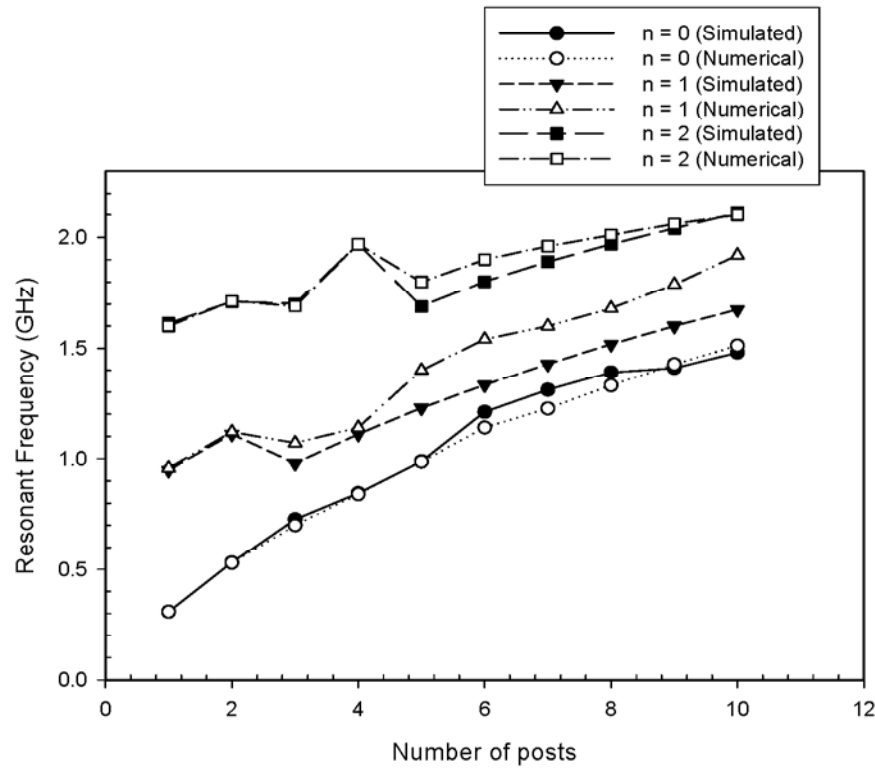 n = 0 (Simulated)
n = 0 (Numerical)
n = 1 (Simulated)
n = 1 (Numerical)
n = 2 (Simulated)
n = 2 (Numerical)
Resonant Frequency (GHz)
2.0
1.5
1.0
0.5
0.0
0 2 4 6 8 10 12
Number of posts